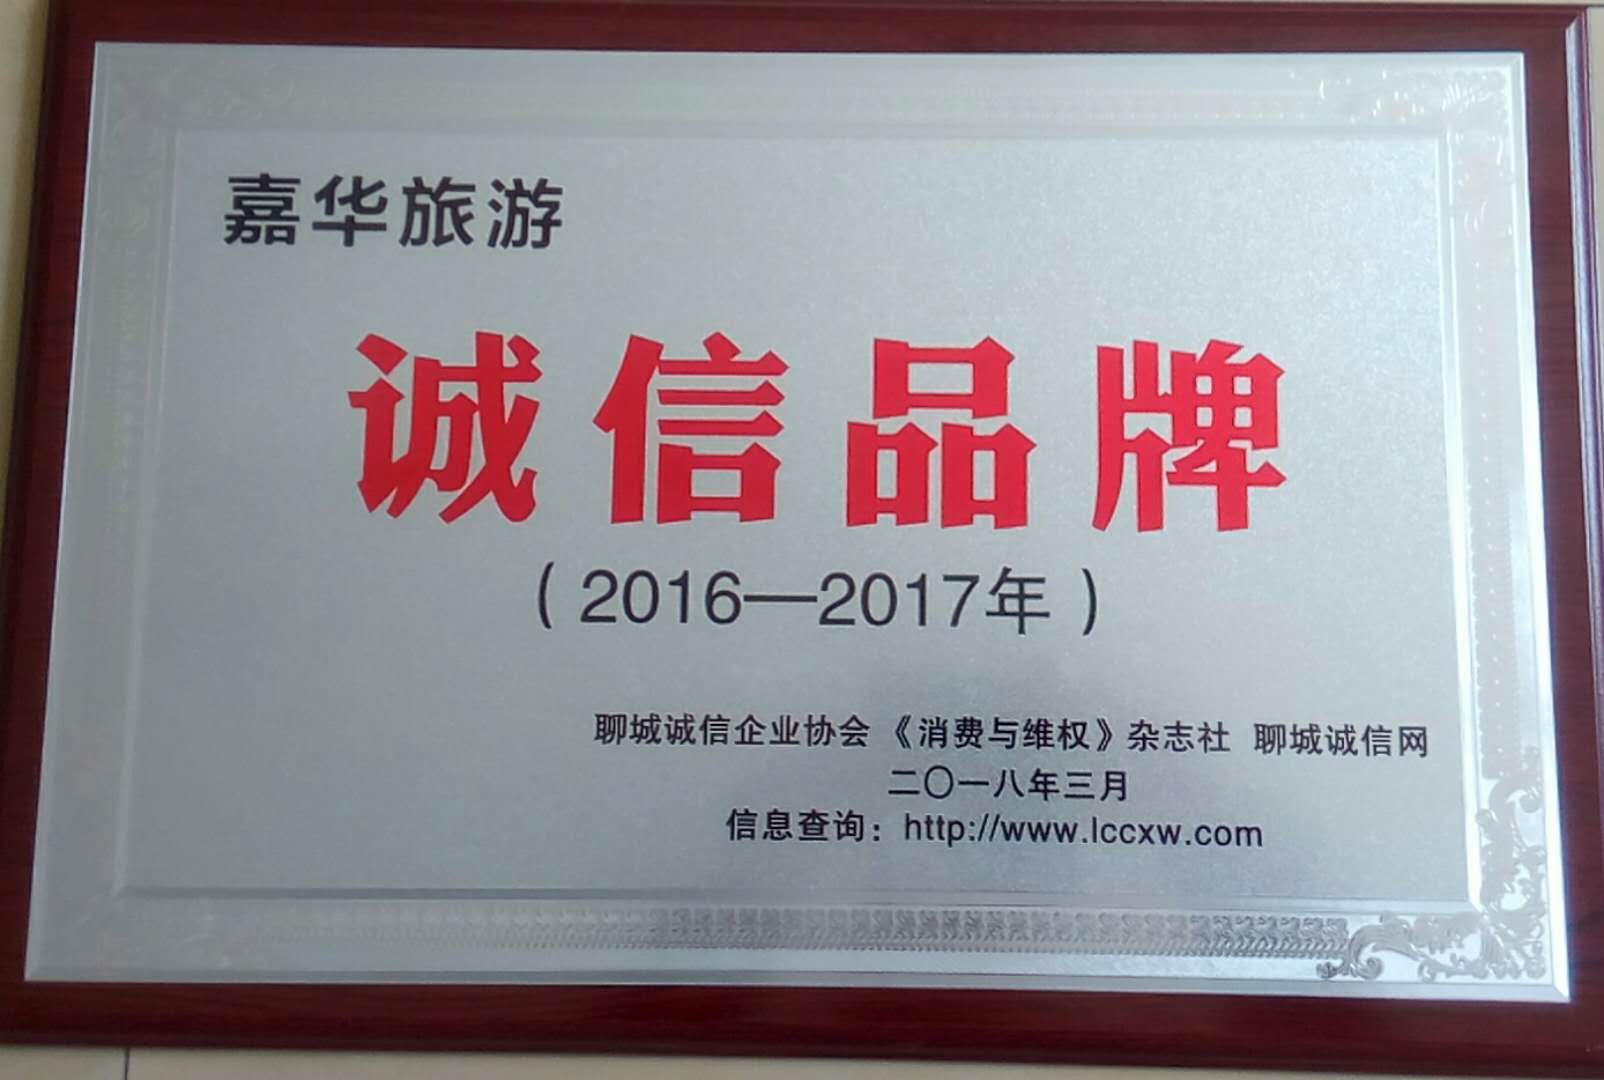 嘉华旅游
诚信品牌
（2016—2017年）
聊城诚信企业协会 《消费与维权》杂志社 聊城诚信网
二〇一八年三月
信息查询：http://www.lccxw.com